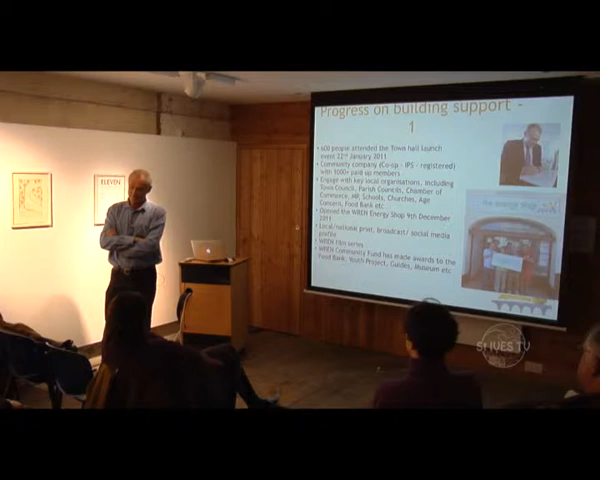 Progress on building support -
1
600 people attended the Town hall Launch
event 22nd January 2011
Community company (Co-op - IPS - registered)
with 1000+ paid up members
Engage with key local organisations, including
Town Council, Parish Councils, Chamber of
Commerce, MP, Schools, Churches, Age
Concern, Food Bank etc.
Opened the WREN Energy Shop 9th December
2011
Local/national print, broadcast/ social media
profile
WREN Film series
WREN Community Fund has made awards to the
Food Bank, Youth Project, Guides, Museum etc
the energy shop
ELEVEN
ST IVES TV